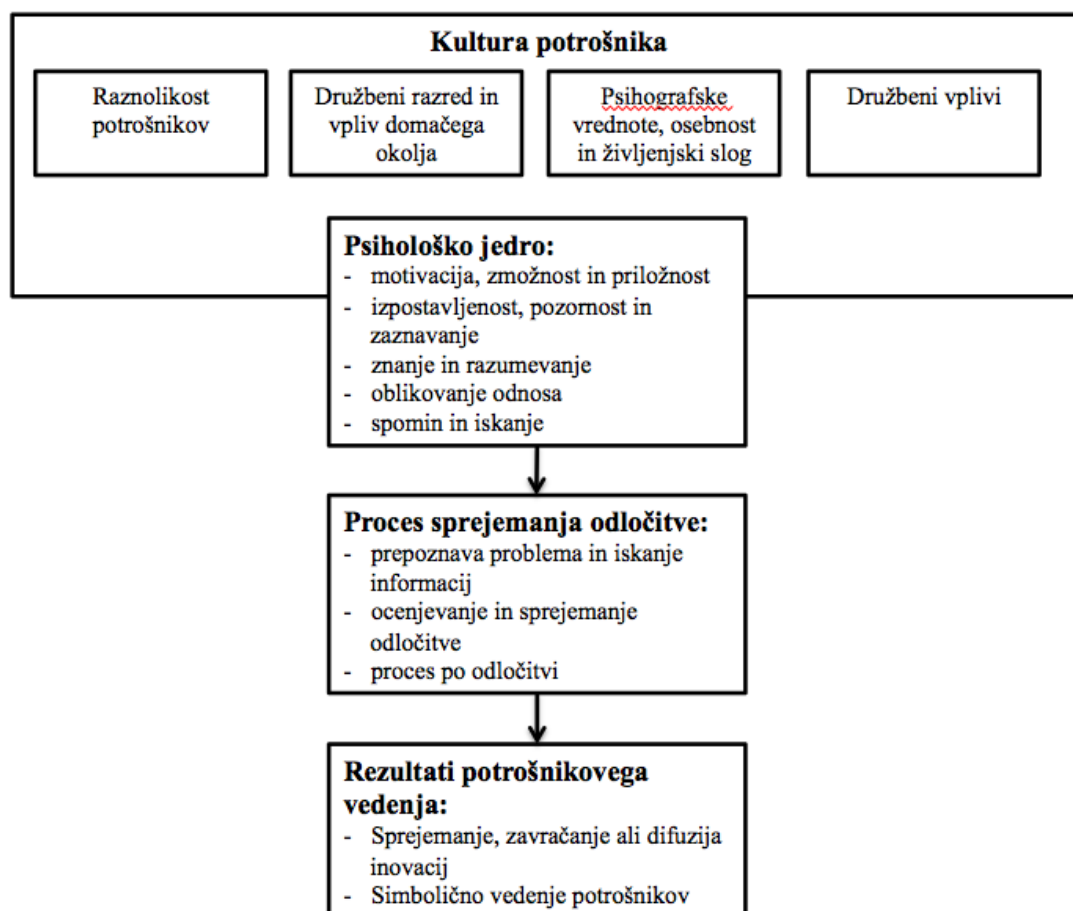 Kultura potrošnika
Raznolikost
potrošnikov
Družbeni razred in
vpliv domačega
okolja
Psihografske
vrednote, osebnost
in življenjski slog
Družbeni vplivi
Psihološko jedro:
- motivacija, zmožnost in priložnost
- izpostavljenost, pozornost in
zaznavanje
- znanje in razumevanje
- oblikovanje odnosa
- spomin in iskanje
Proces sprejemanja odločitve:
- prepoznava problema in iskanje
informacij
- ocenjevanje in sprejemanje
odločitve
- proces po odločitvi
Rezultati potrošnikovega
vedenja:
- Sprejemanje, zavračanje ali difuzija
inovacij
- Simbolično vedenje potrošnikov